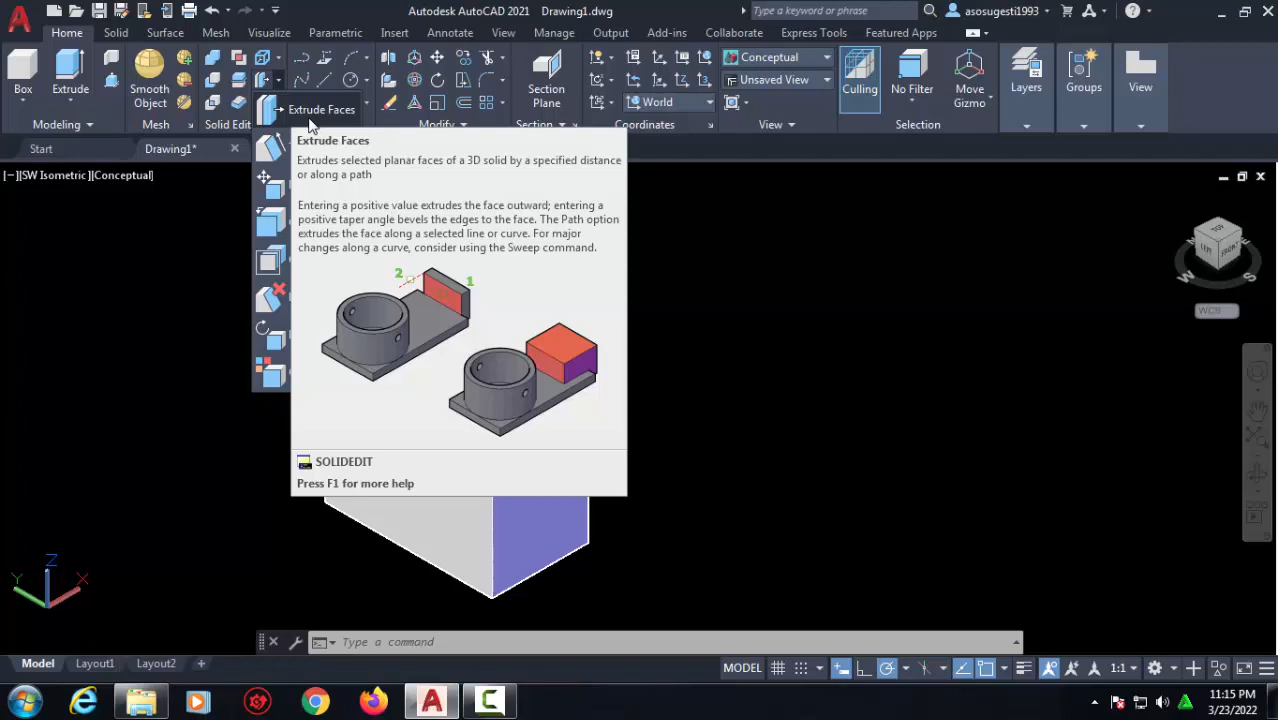 Autodesk AutoCAD 2021 Drawing1.dwg
Type a keyword or phrase
asosugesti1993
Home Solid Surface Mesh Visualize Parametric Insert Annotate View Manage Output Add-ins Collaborate Express Tools Featured Apps
Box
Extrude
Smooth
Object
Section
Plane
Conceptual
Unsaved View
World
Culling
No Filter
Move
Gizmo
Layers
Groups
View
Modeling
Mesh
Solid Edit
Modify
Section
Coordinates
View
Selection
Extrude Faces
Start
Drawing1*
[−][SW Isometric][Conceptual]
Extrude Faces
Extrudes selected planar faces of a 3D solid by a specified distance
or along a path
Entering a positive value extrudes the face outward; entering a
positive taper angle bevels the edges to the face. The Path option
extrudes the face along a selected line or curve. For major
changes along a curve, consider using the Sweep command.
2
1
SOLIDEDIT
Press F1 for more help
TOP
LEFT
FRONT
W
S
WCS
Z
Y
X
Type a command
Model Layout1 Layout2 +
MODEL
1:1
11:15 PM
3/23/2022